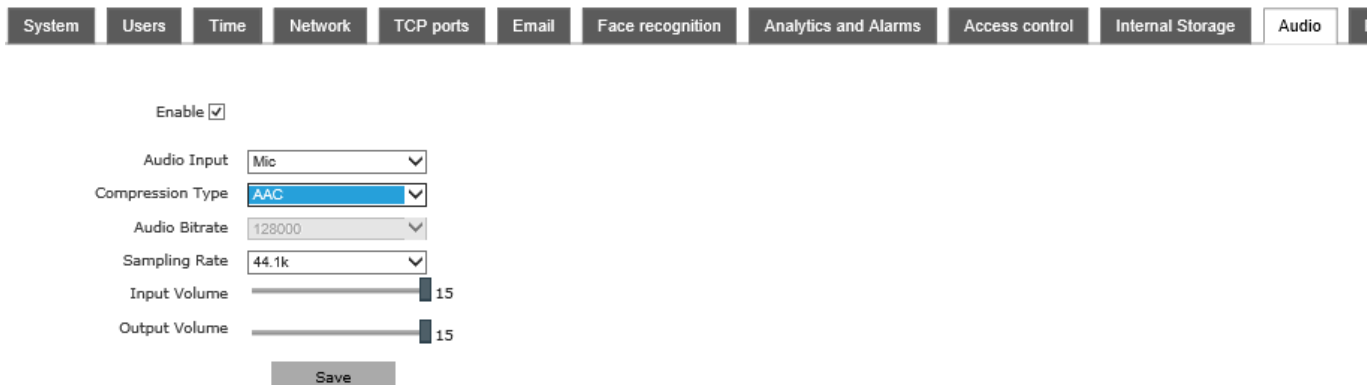 System Users Time Network TCP ports Email Face recognition Analytics and Alarms Access control Internal Storage Audio
Enable
Audio Input Mic
Compression Type AAC
Audio Bitrate 128000
Sampling Rate 44.1k
Input Volume 15
Output Volume 15
Save